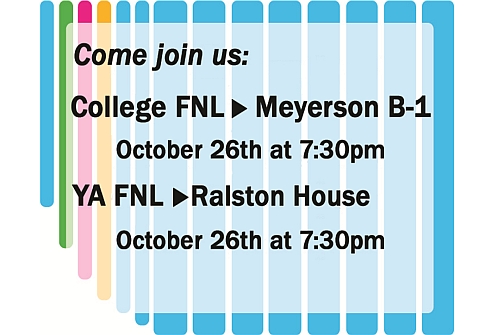 Come join us:
College FNL ▶ Meyerson B-1
October 26th at 7:30pm
YA FNL ▶Ralston House
October 26th at 7:30pm